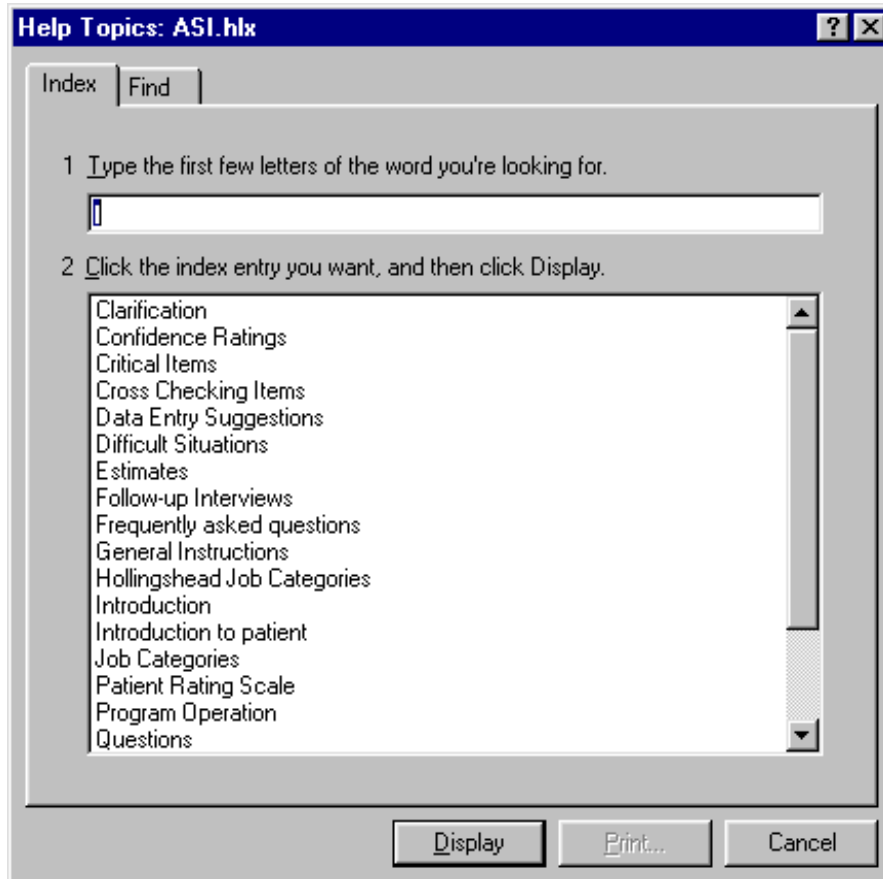 Help Topics: ASI.hlx
Index Find
1 Type the first few letters of the word you're looking for.
2 Click the index entry you want, and then click Display.
Clarification
Confidence Ratings
Critical Items
Cross Checking Items
Data Entry Suggestions
Difficult Situations
Estimates
Follow-up Interviews
Frequently asked questions
General Instructions
Hollingshead Job Categories
Introduction
Introduction to patient
Job Categories
Patient Rating Scale
Program Operation
Questions
Display Print... Cancel